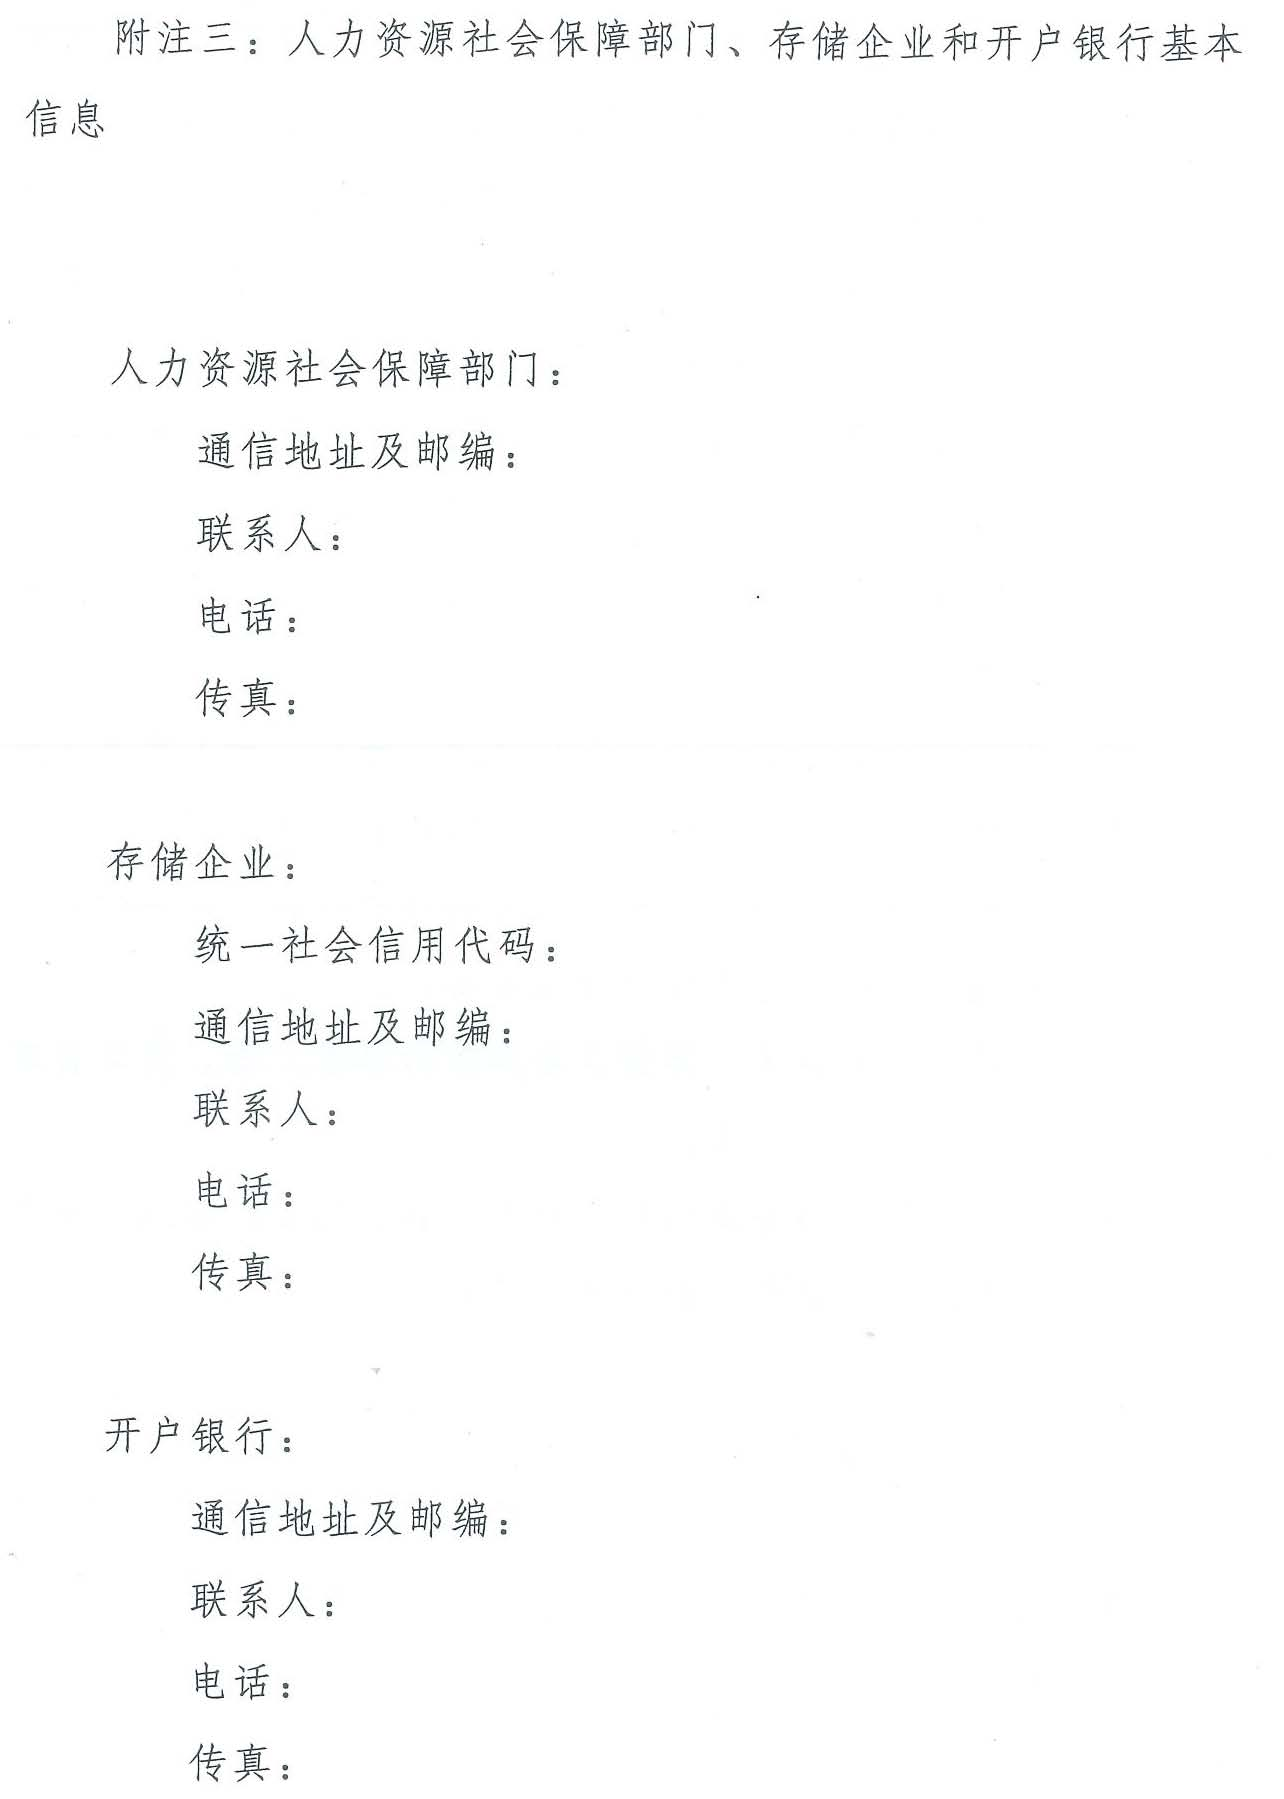 附注三：人力资源社会保障部门、存储企业和开户银行基本
信息
人力资源社会保障部门：
通信地址及邮编：
联系人：
电话：
传真：
存储企业：
统一社会信用代码：
通信地址及邮编：
联系人：
电话：
传真：
开户银行：
通信地址及邮编：
联系人：
电话：
传真：